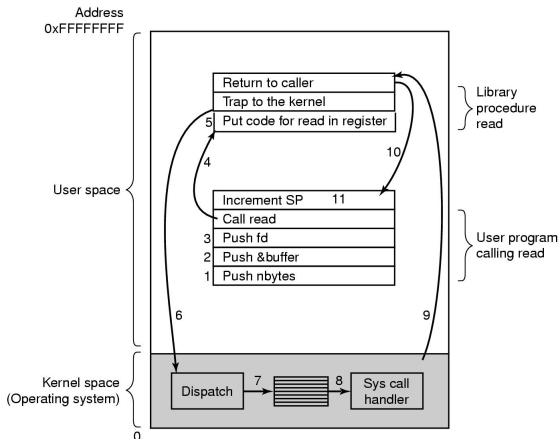 Address
0xFFFFFFFF
Return to caller
Trap to the kernel
5 Put code for read in register
Library
procedure
read
4
10
User space
Increment SP 11
Call read
3 Push fd
2 Push &buffer
1 Push nbytes
User program
calling read
6
9
Kernel space
(Operating system)
Dispatch
7
8
Sys call
handler
0